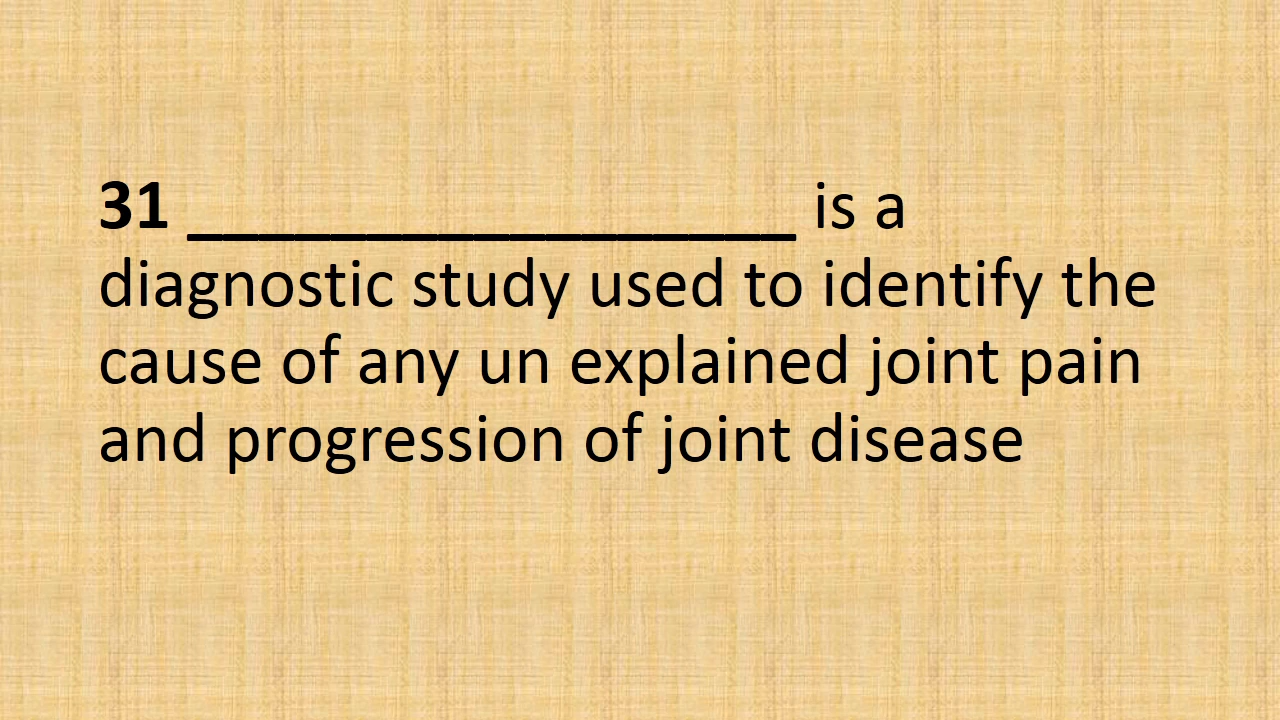 31 _________________ is a
diagnostic study used to identify the
cause of any un explained joint pain
and progression of joint disease